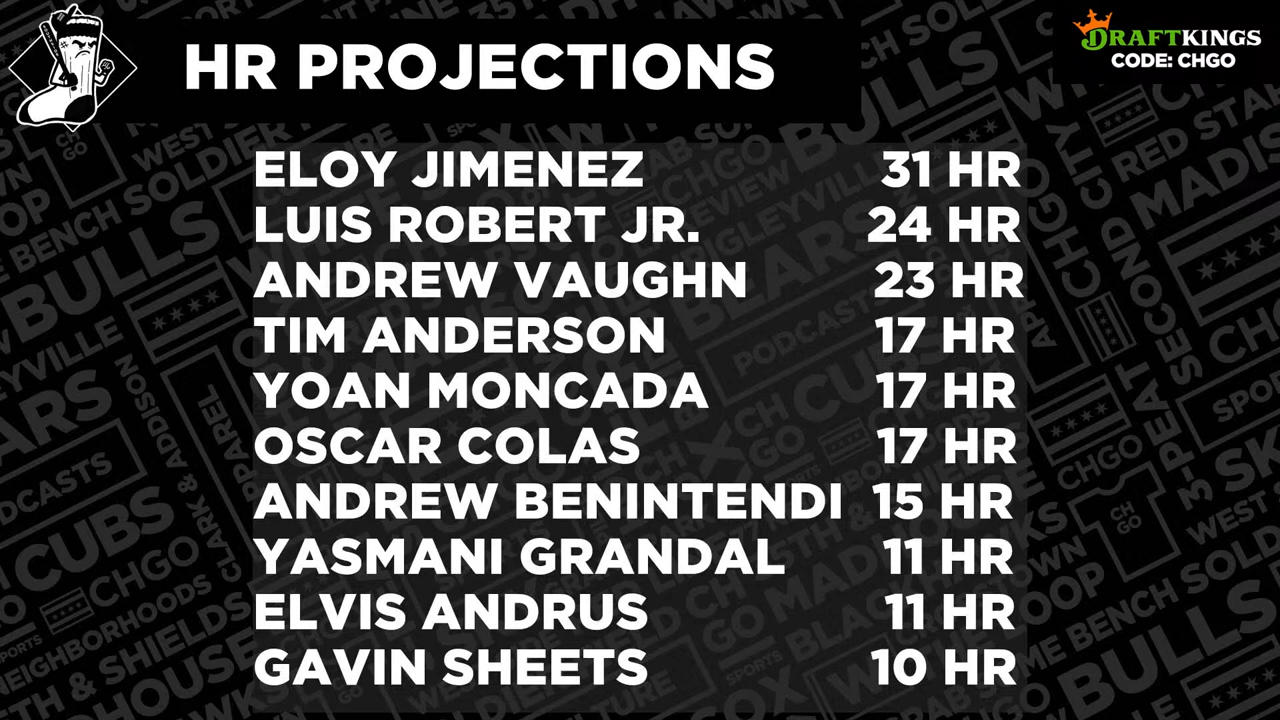 HR PROJECTIONS
DRAFTKINGS
CODE: CHGO
ELOY JIMENEZ 31 HR
LUIS ROBERT JR. 24 HR
ANDREW VAUGHN 23 HR
TIM ANDERSON 17 HR
YOAN MONCADA 17 HR
OSCAR COLAS 17 HR
ANDREW BENINTENDI 15 HR
YASMANI GRANDAL 11 HR
ELVIS ANDRUS 11 HR
GAVIN SHEETS 10 HR